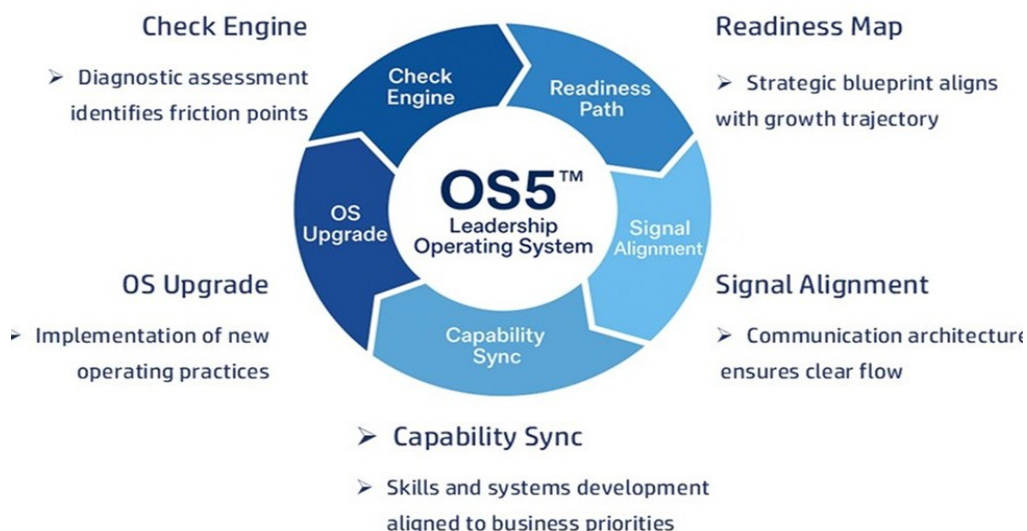 Check Engine
➢ Diagnostic assessment
identifies friction points
Readiness Map
➢ Strategic blueprint aligns
with growth trajectory
Check
Engine
Readiness
Path
OS5™
Leadership
Operating System
OS
Upgrade
Signal
Alignment
Capability
Sync
OS Upgrade
➢ Implementation of new
operating practices
Signal Alignment
➢ Communication architecture
ensures clear flow
➢ Capability Sync
➢ Skills and systems development
aligned to business priorities